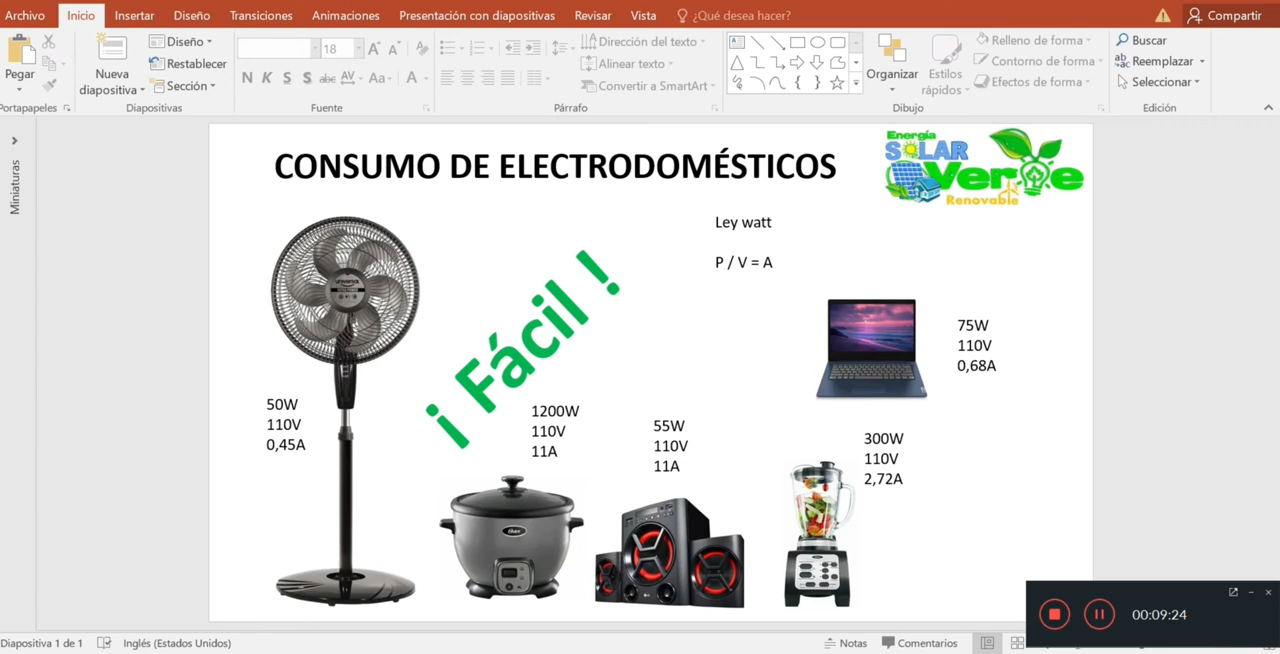 Archivo Inicio Insertar Diseño Transiciones Animaciones Presentación con diapositivas Revisar Vista ¿Qué desea hacer? Compartir
Pegar
Nueva diapositiva
Diseño
Restablecer
Sección
18
N K S S abc AV Aa A
Dirección del texto
Alinear texto
Convertir a SmartArt
Organizar
Estilos rápidos
Relleno de forma
Contorno de forma
Efectos de forma
Buscar
Reemplazar
Seleccionar
Portapapeles Diapositivas Fuente Párrafo Dibujo Edición
Miniaturas
CONSUMO DE ELECTRODOMÉSTICOS
Energía
SOLAR
Verde
Renovable
Ley watt
P / V = A
¡ Fácil !
75W
110V
0,68A
50W
110V
0,45A
1200W
110V
11A
55W
110V
11A
300W
110V
2,72A
00:09:24
Diapositiva 1 de 1 Inglés (Estados Unidos) Notas Comentarios